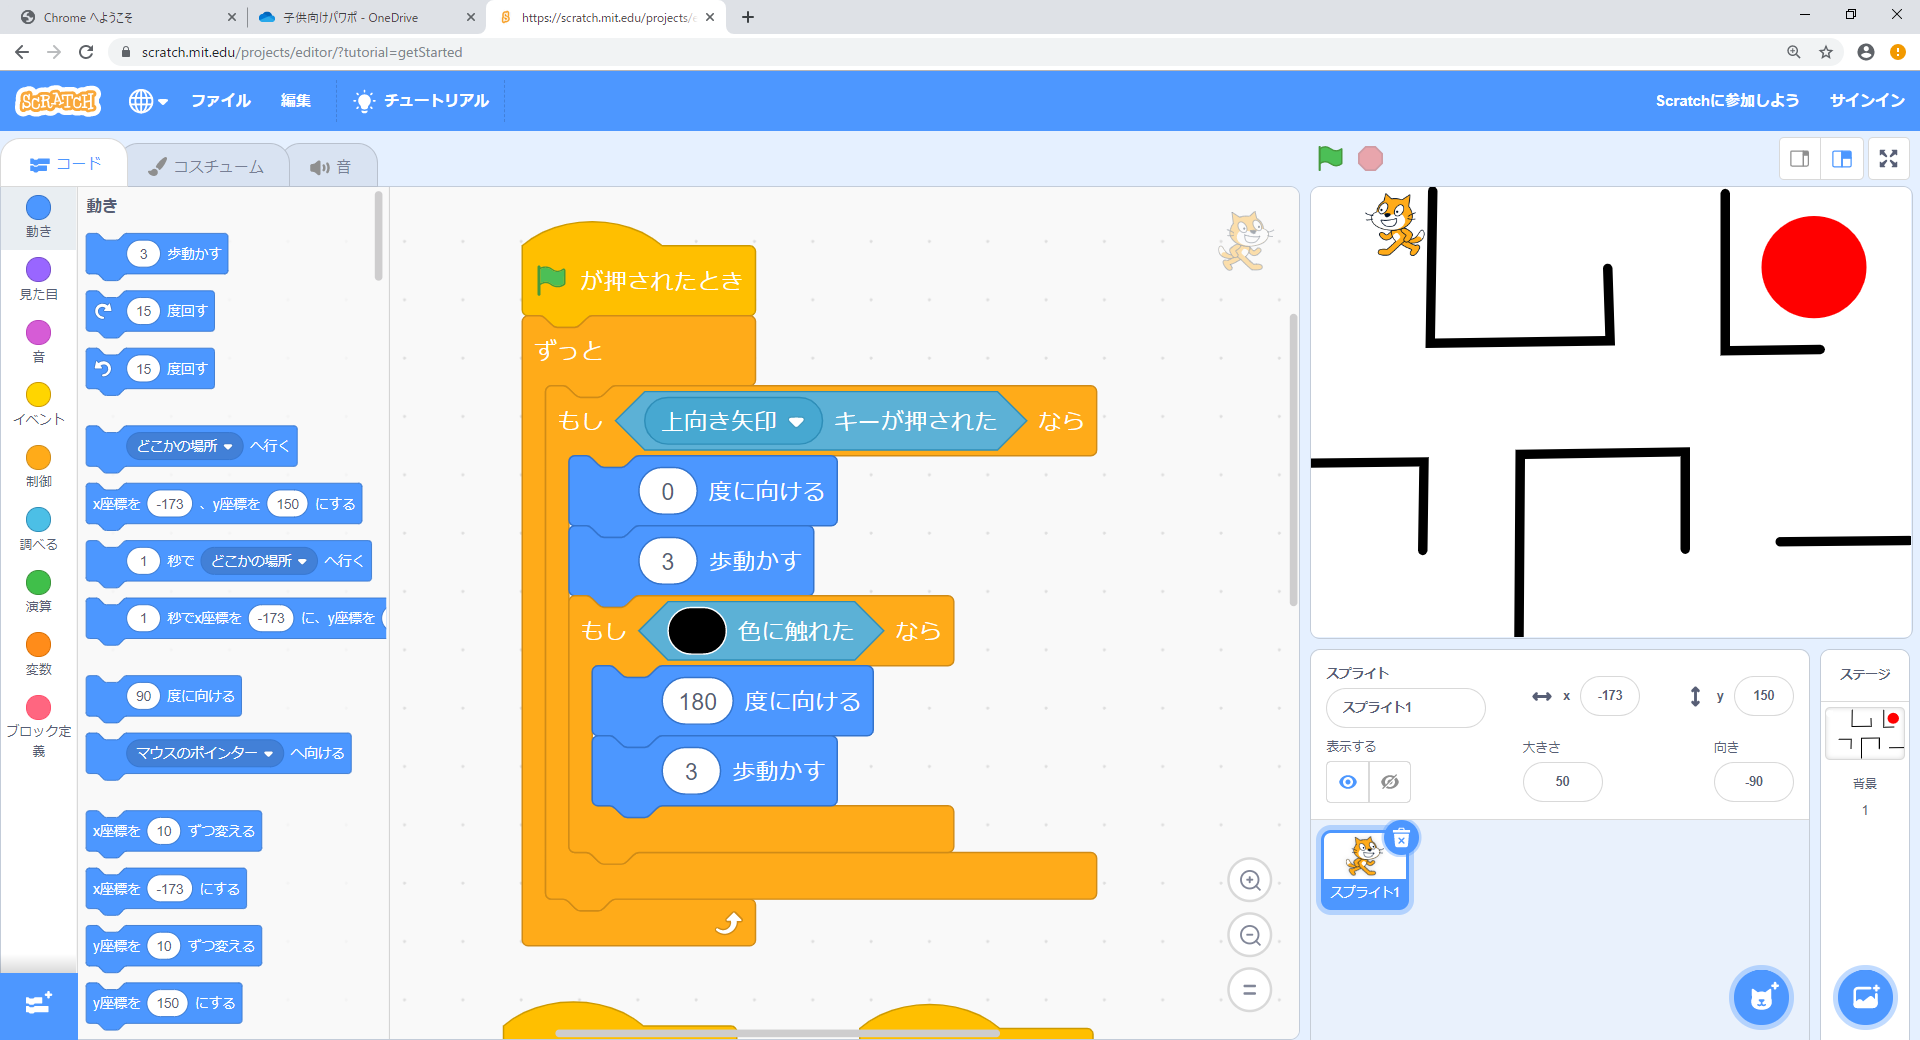 Chrome へようこそ
子供向けパワポ - OneDrive
https://scratch.mit.edu/projects/e
scratch.mit.edu/projects/editor/?tutorial=getStarted
SCRATCH
ファイル
編集
チュートリアル
Scratchに参加しよう
サインイン
コード
コスチューム
音
動き
見た目
音
イベント
制御
調べる
演算
変数
ブロック定
義
動き
3 歩動かす
15 度回す
15 度回す
どこかの場所 へ行く
x座標を -173 、y座標を 150 にする
1 秒で どこかの場所 へ行く
1 秒でx座標を -173 に、y座標を
90 度に向ける
マウスのポインター へ向ける
x座標を 10 ずつ変える
x座標を -173 にする
y座標を 10 ずつ変える
y座標を 150 にする
が押されたとき
ずっと
もし 上向き矢印 キーが押された なら
0 度に向ける
3 歩動かす
もし 色に触れた なら
180 度に向ける
3 歩動かす
スプライト
スプライト1
x -173
y 150
表示する
大きさ
50
向き
-90
スプライト1
ステージ
背景
1